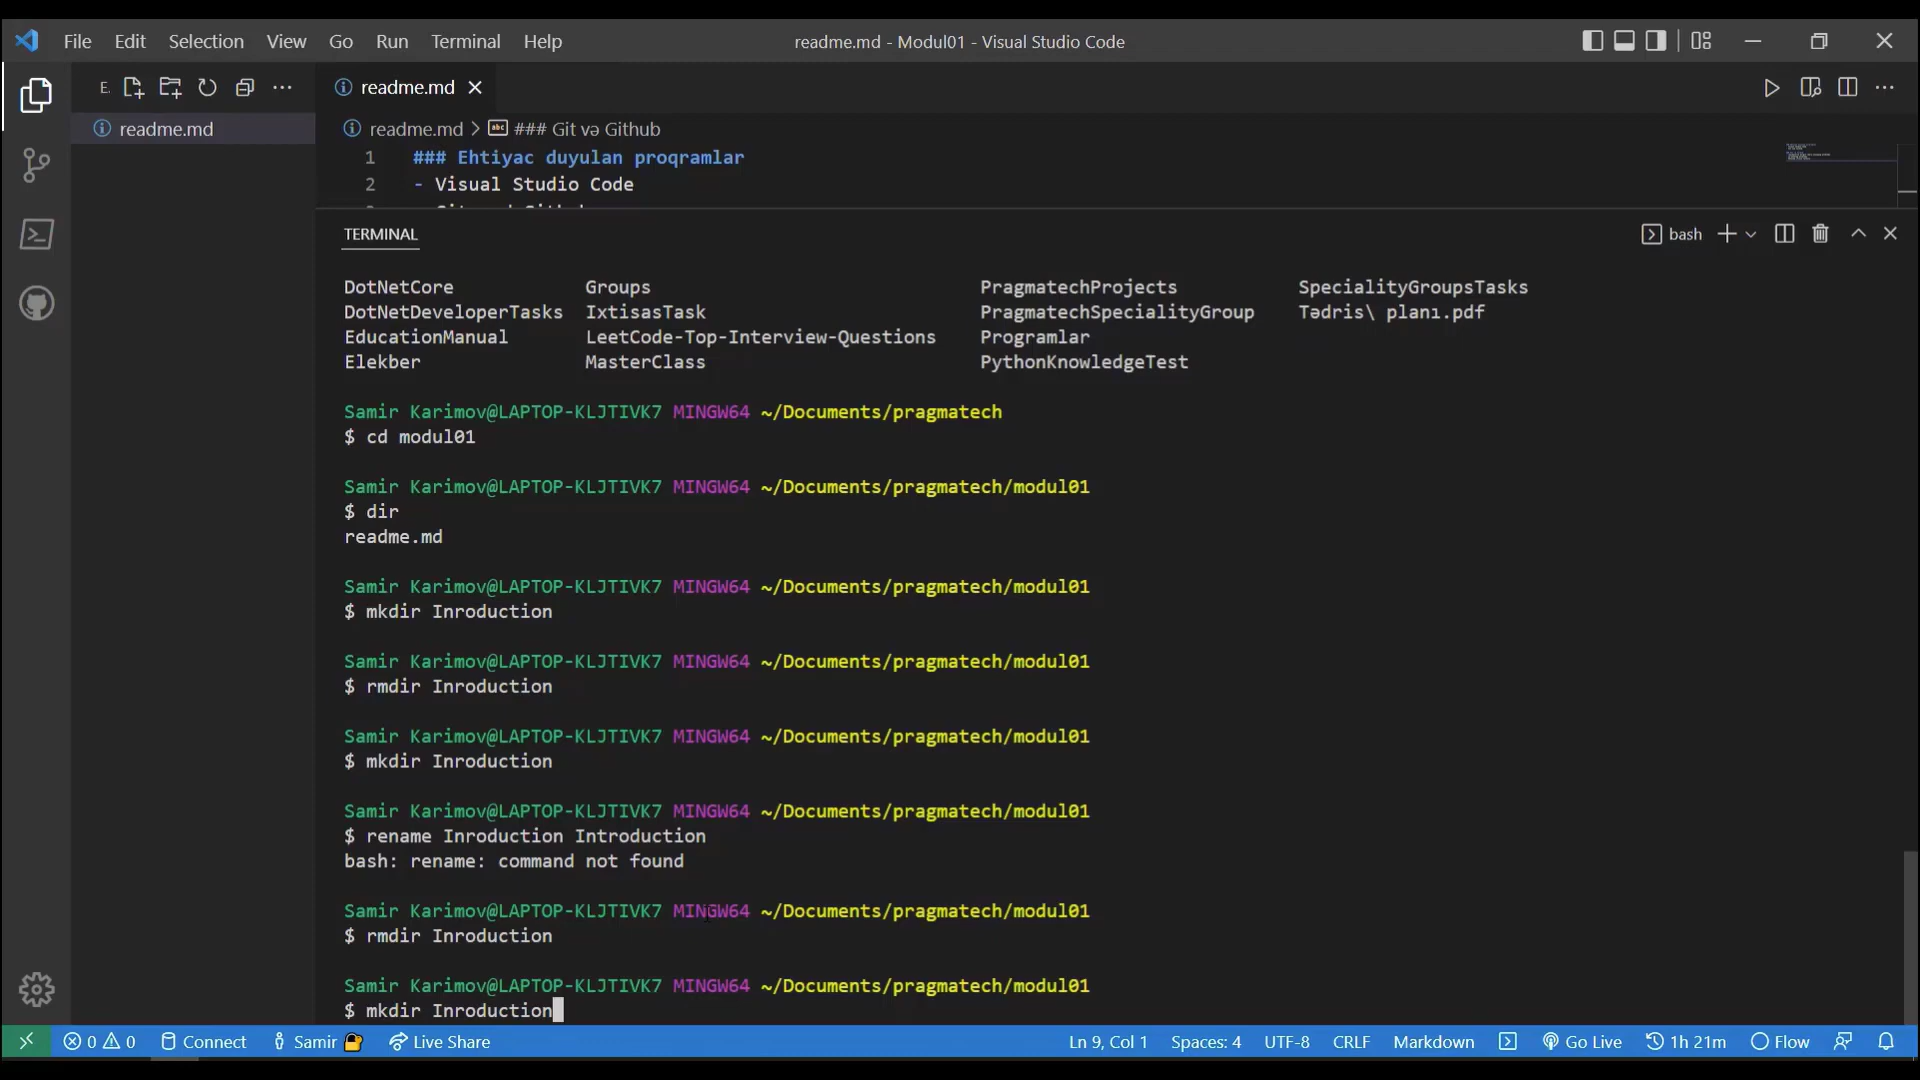 File Edit Selection View Go Run Terminal Help readme.md - Modul01 - Visual Studio Code
E. readme.md
readme.md readme.md > ### Git və Github
1 ### Ehtiyac duyulan proqramlar
2 - Visual Studio Code
TERMINAL bash
DotNetCore Groups PragmatechProjects SpecialityGroupsTasks
DotNetDeveloperTasks IxtisasTask PragmatechSpecialityGroup Tədris\ planı.pdf
EducationManual LeetCode-Top-Interview-Questions Programlar
Elekber MasterClass PythonKnowledgeTest
Samir Karimov@LAPTOP-KLJTIVK7 MINGW64 ~/Documents/pragmatech
$ cd modul01
Samir Karimov@LAPTOP-KLJTIVK7 MINGW64 ~/Documents/pragmatech/modul01
$ dir
readme.md
Samir Karimov@LAPTOP-KLJTIVK7 MINGW64 ~/Documents/pragmatech/modul01
$ mkdir Inroduction
Samir Karimov@LAPTOP-KLJTIVK7 MINGW64 ~/Documents/pragmatech/modul01
$ rmdir Inroduction
Samir Karimov@LAPTOP-KLJTIVK7 MINGW64 ~/Documents/pragmatech/modul01
$ mkdir Inroduction
Samir Karimov@LAPTOP-KLJTIVK7 MINGW64 ~/Documents/pragmatech/modul01
$ rename Inroduction Introduction
bash: rename: command not found
Samir Karimov@LAPTOP-KLJTIVK7 MINGW64 ~/Documents/pragmatech/modul01
$ rmdir Inroduction
Samir Karimov@LAPTOP-KLJTIVK7 MINGW64 ~/Documents/pragmatech/modul01
$ mkdir Inroduction
0 0 Connect Samir Live Share Ln 9, Col 1 Spaces: 4 UTF-8 CRLF Markdown Go Live 1h 21m Flow